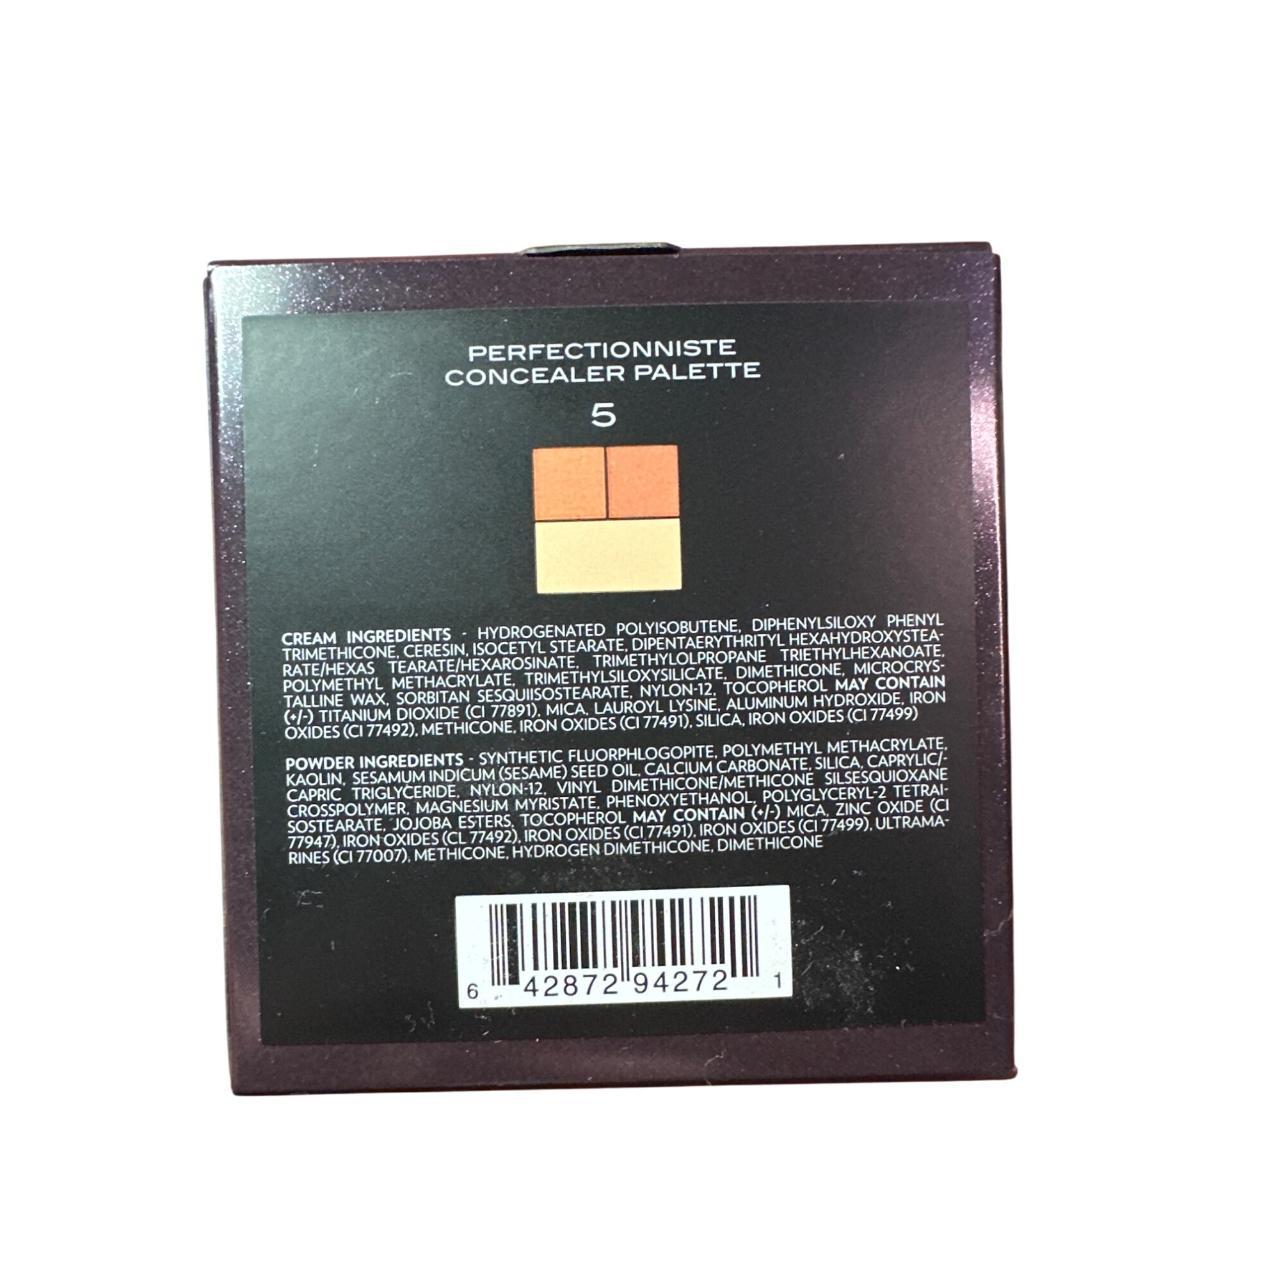 PERFECTIONNISTE
CONCEALER PALETTE
5
CREAM INGREDIENTS - HYDROGENATED POLYISOBUTENE, DIPHENYLSILOXY PHENYL
TRIMETHICONE, CERESIN, ISOCETYL STEARATE, DIPENTAERYTHRITYL HEXAHYDROXYSTEA-
RATE/HEXAS TEARATE/HEXAROSINATE, TRIMETHYLOLPROPANE TRIETHYLHEXANOATE,
POLYMETHYL METHACRYLATE, TRIMETHYLSILOXYSILICATE, DIMETHICONE, MICROCRYS-
TALLINE WAX, SORBITAN SESQUIISOSTEARATE, NYLON-12, TOCOPHEROL MAY CONTAIN
(+/-) TITANIUM DIOXIDE (CI 77891), MICA, LAUROYL LYSINE, ALUMINUM HYDROXIDE, IRON
OXIDES (CI 77492), METHICONE, IRON OXIDES (CI 77491), SILICA, IRON OXIDES (CI 77499)
POWDER INGREDIENTS - SYNTHETIC FLUORPHLOGOPITE, POLYMETHYL METHACRYLATE,
KAOLIN, SESAMUM INDICUM (SESAME) SEED OIL, CALCIUM CARBONATE, SILICA, CAPRYLIC/-
CAPRIC TRIGLYCERIDE, NYLON-12, VINYL DIMETHICONE/METHICONE SILSESQUIOXANE
CROSSPOLYMER, MAGNESIUM MYRISTATE, PHENOXYETHANOL, POLYGLYCERYL-2 TETRAI-
SOSTEARATE, JOJOBA ESTERS, TOCOPHEROL MAY CONTAIN (+/-) MICA, ZINC OXIDE (CI
77947), IRON OXIDES (CL 77492), IRON OXIDES (CI 77491), IRON OXIDES (CI 77499), ULTRAMA-
RINES (CI 77007), METHICONE, HYDROGEN DIMETHICONE, DIMETHICONE
6 42872 94272 1